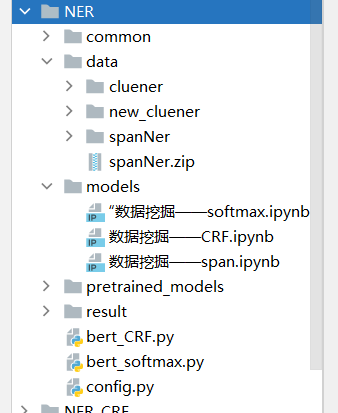 NER
common
data
cluener
new_cluener
spanNer
spanNer.zip
models
“数据挖掘——softmax.ipynb
数据挖掘——CRF.ipynb
数据挖掘——span.ipynb
pretrained_models
result
bert_CRF.py
bert_softmax.py
config.py
NER_CRF